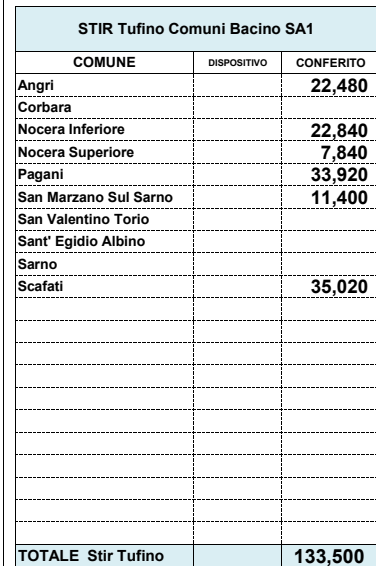 STIR Tufino Comuni Bacino SA1
COMUNE DISPOSITIVO CONFERITO
Angri 22,480
Corbara
Nocera Inferiore 22,840
Nocera Superiore 7,840
Pagani 33,920
San Marzano Sul Sarno 11,400
San Valentino Torio
Sant' Egidio Albino
Sarno
Scafati 35,020
TOTALE Stir Tufino 133,500